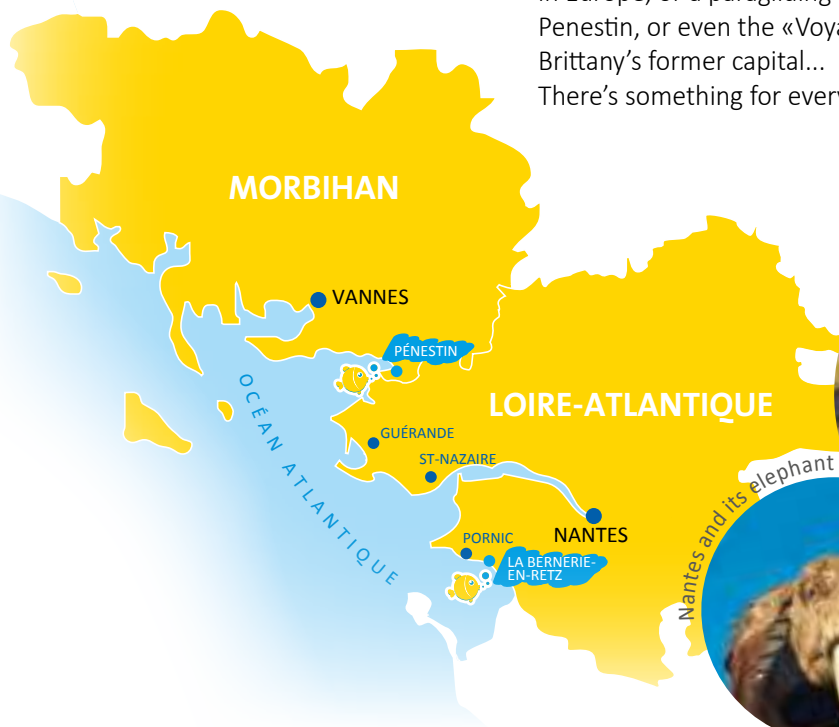 Penestin, or even the «Voya
Brittany's former capital...
There's something for every
MORBIHAN
VANNES
PÉNESTIN
LOIRE-ATLANTIQUE
OCÉAN ATLANTIQUE
GUÉRANDE
ST-NAZAIRE
Nantes and its elephant
NANTES
PORNIC
LA BERNERIE-
EN-RETZ